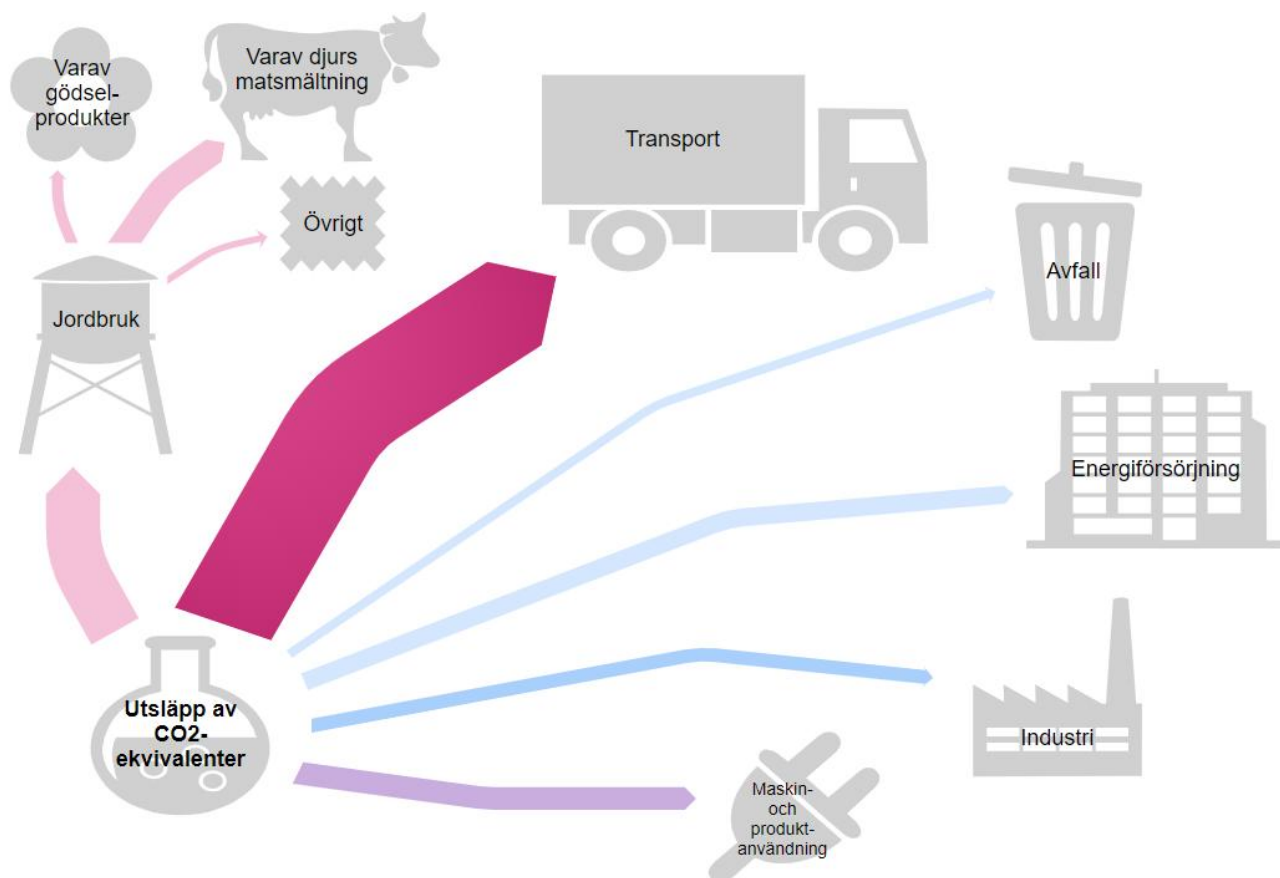 Varav
gödsel-
produkter
Varav djurs
matsmältning
Övrigt
Jordbruk
Transport
Avfall
Energiförsörjning
Industri
Maskin-
och
produkt-
användning
Utsläpp av
CO2-
ekvivalenter